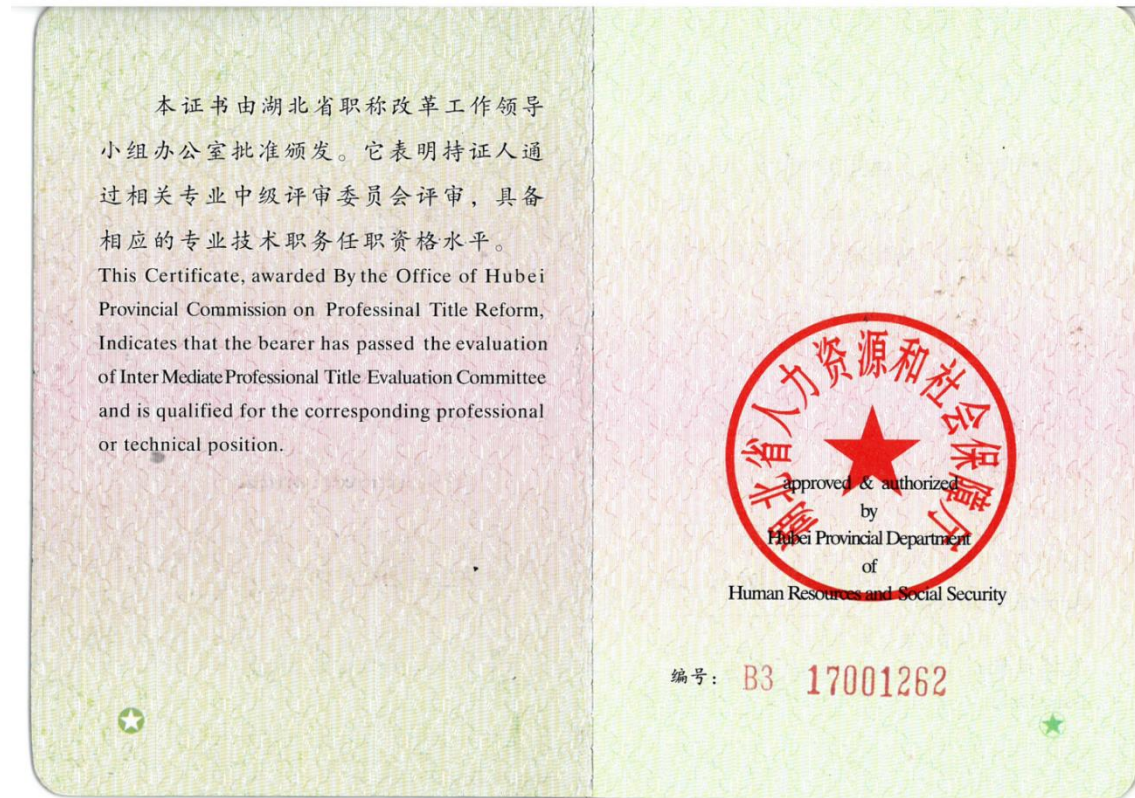 本证书由湖北省职称改革工作领导
小组办公室批准颁发。它表明持证人通
过相关专业中级评审委员会评审，具备
相应的专业技术职务任职资格水平。
This Certificate, awarded By the Office of Hubei
Provincial Commission on Professinal Title Reform,
Indicates that the bearer has passed the evaluation
of Inter Mediate Professional Title Evaluation Committee
and is qualified for the corresponding professional
or technical position.
湖北省人力资源和社会保障厅
approved & authorized
by
Hubei Provincial Department
of
Human Resources and Social Security
编号： B3 17001262